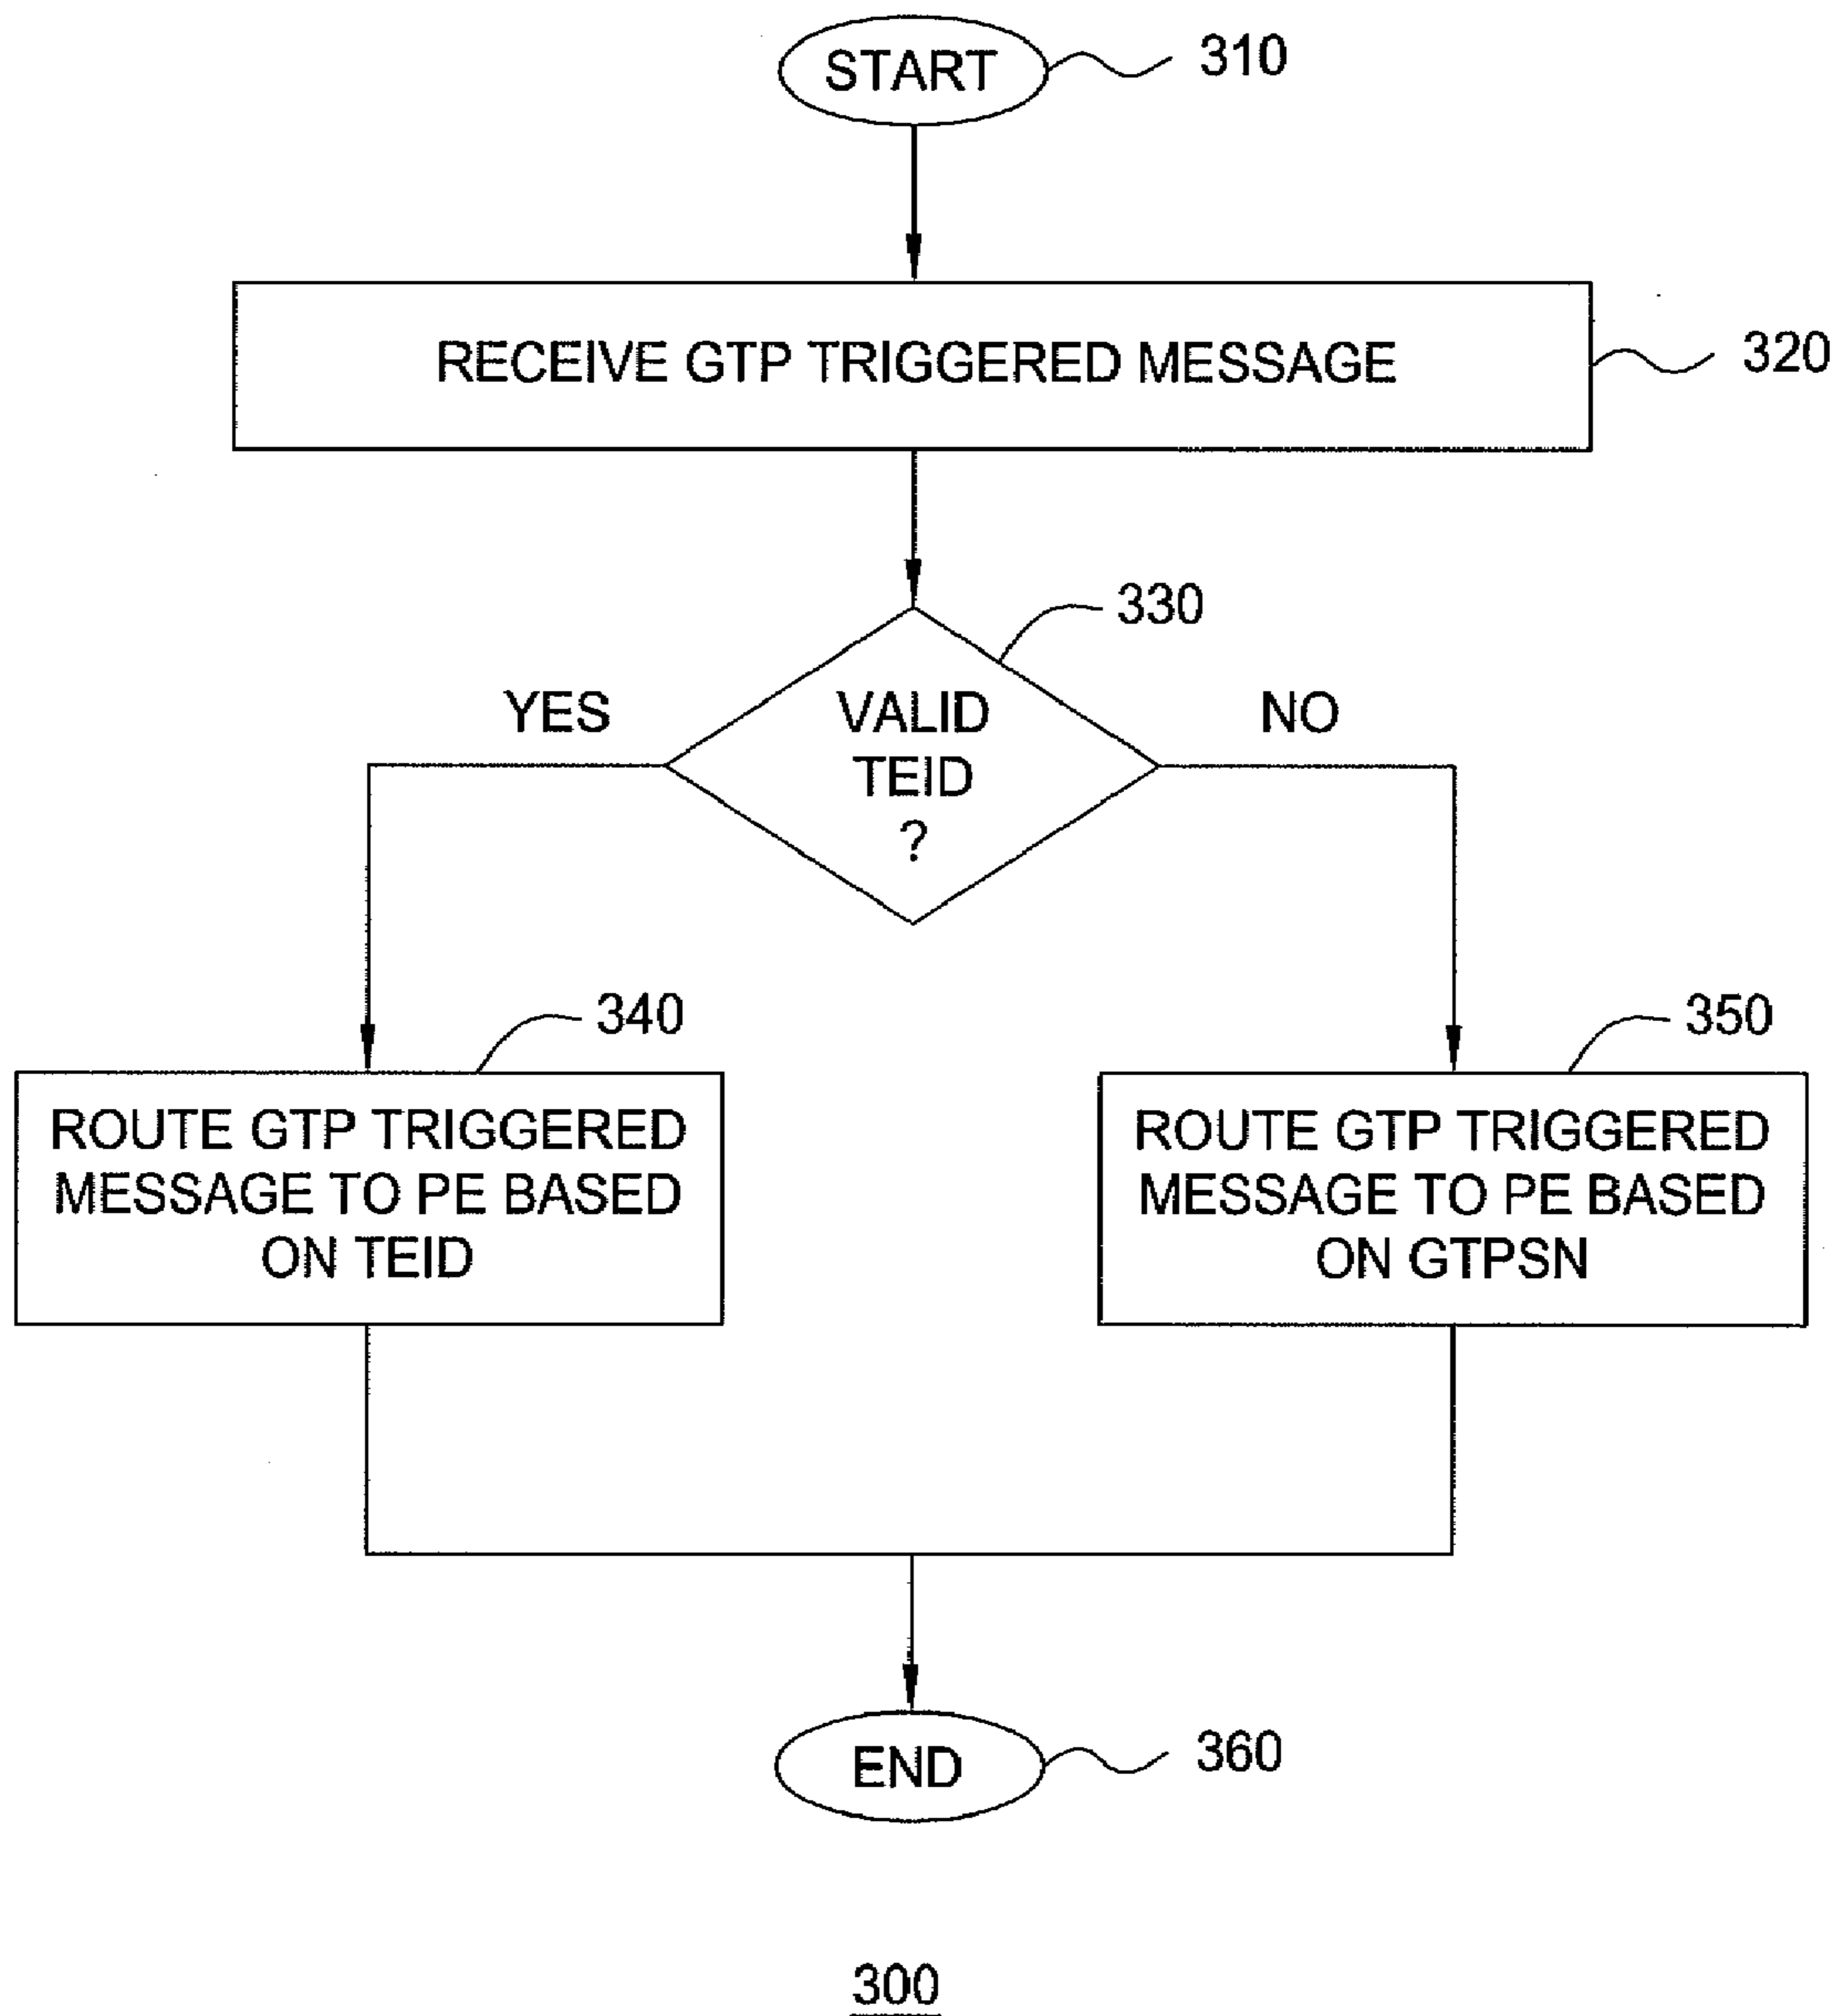 START
310
RECEIVE GTP TRIGGERED MESSAGE
320
330
YES
VALID
TEID
?
NO
340
350
ROUTE GTP TRIGGERED
MESSAGE TO PE BASED
ON TEID
ROUTE GTP TRIGGERED
MESSAGE TO PE BASED
ON GTPSN
END
360
300